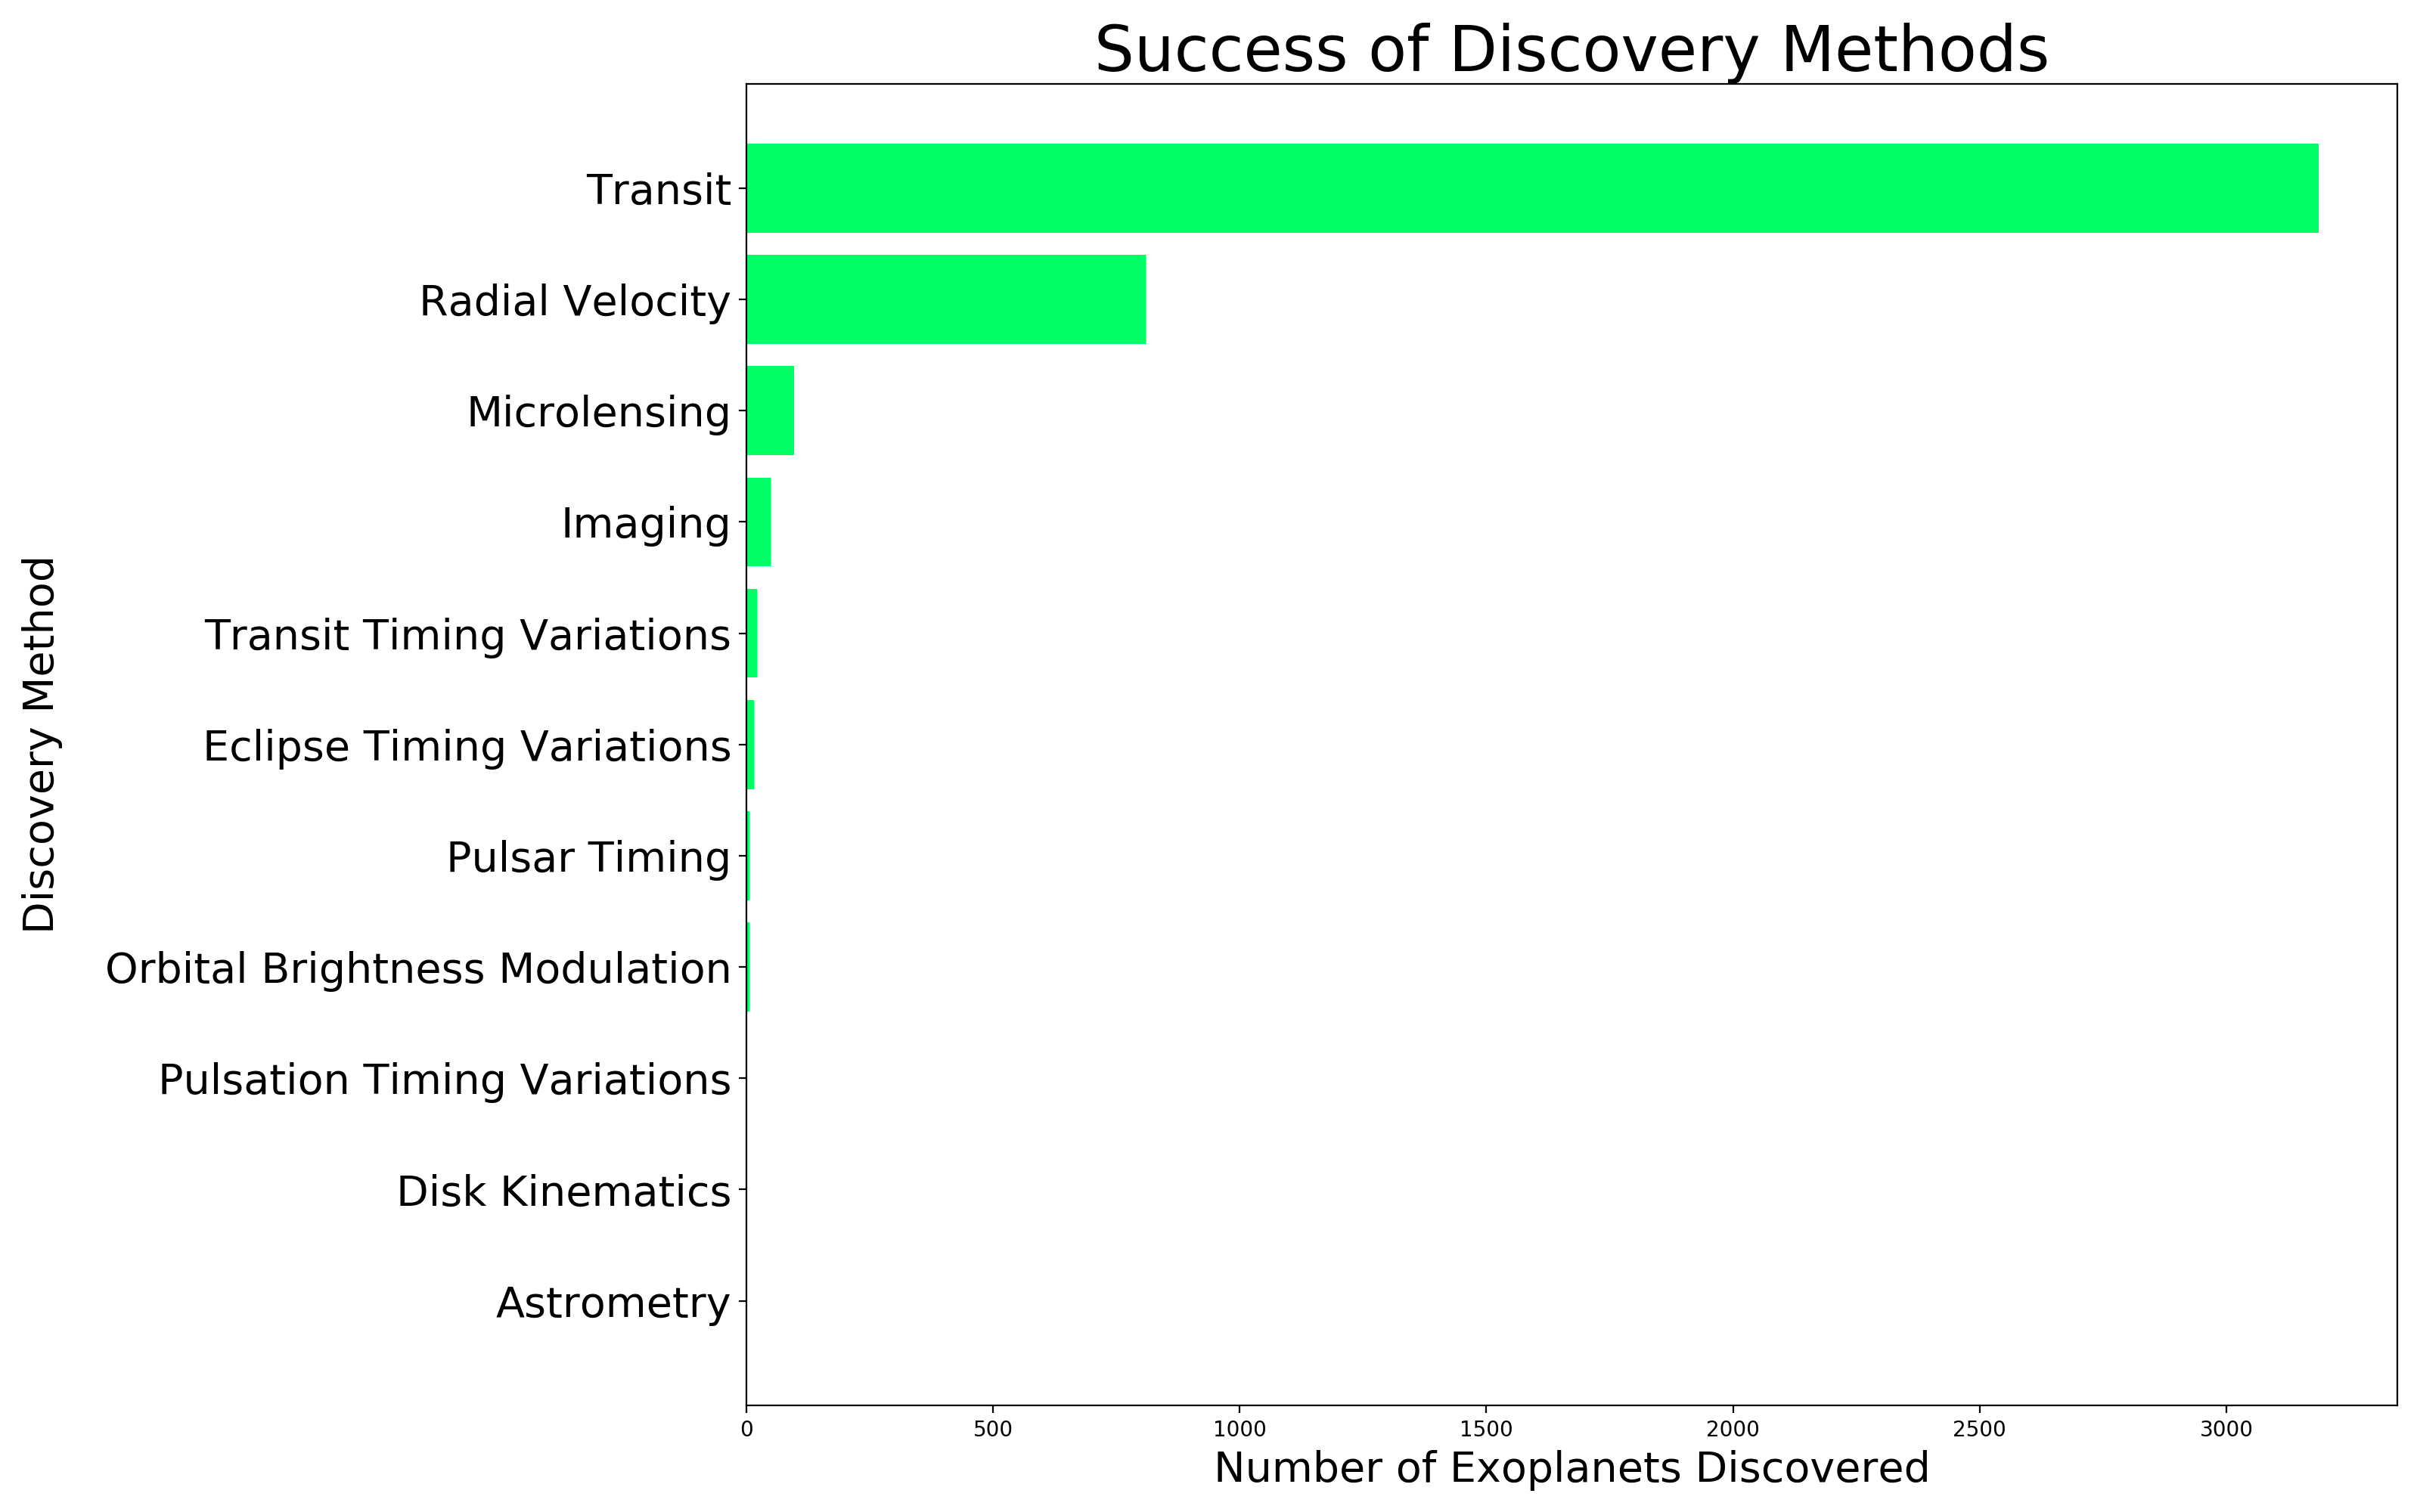 Success of Discovery Methods
Transit
Radial Velocity
Microlensing
Imaging
Transit Timing Variations
Eclipse Timing Variations
Pulsar Timing
Orbital Brightness Modulation
Pulsation Timing Variations
Disk Kinematics
Astrometry
Discovery Method
0 500 1000 1500 2000 2500 3000
Number of Exoplanets Discovered